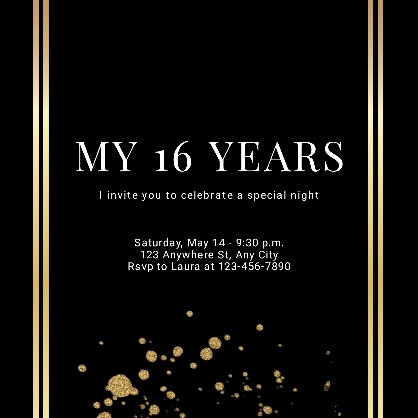 MY 16 YEARS
I invite you to celebrate a special night
Saturday, May 14 - 9:30 p.m.
123 Anywhere St, Any City
Rsvp to Laura at 123-456-7890